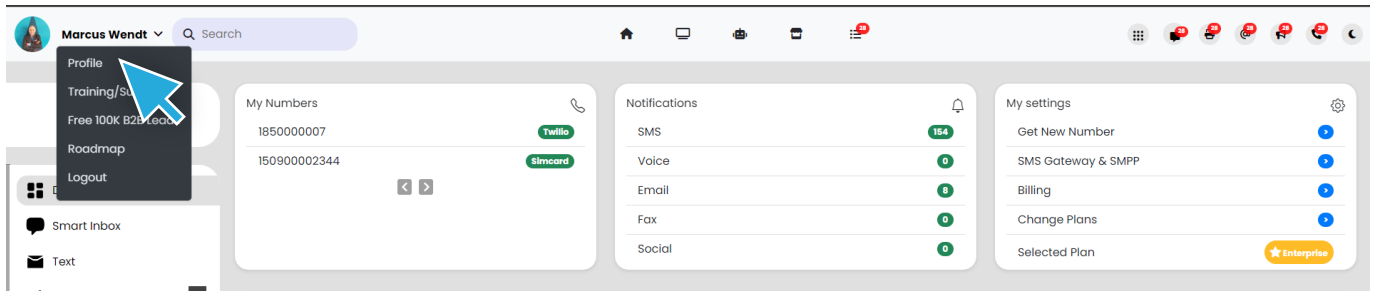 Marcus Wendt
Search
28
28
28
28
28
28
Profile
Training/Su
Free 100K B2B Lead
Roadmap
Logout
D
Smart Inbox
Text
My Numbers
1850000007 Twilio
150900002344 Simcard
Notifications
SMS 154
Voice 0
Email 8
Fax 0
Social 0
My settings
Get New Number
SMS Gateway & SMPP
Billing
Change Plans
Selected Plan Enterprise